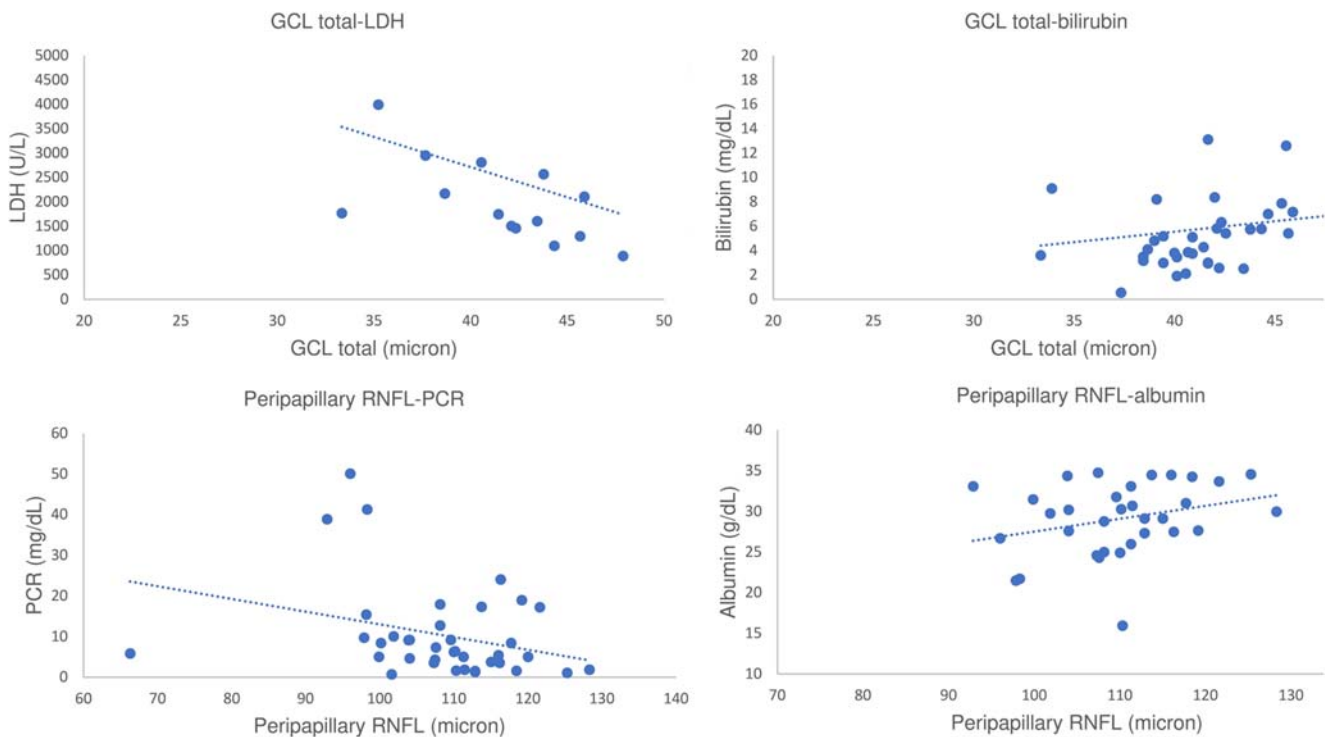 GCL total-LDH
5000
4500
4000
3500
3000
2500
2000
1500
1000
500
0
LDH (U/L)
20 25 30 35 40 45 50
GCL total (micron)
GCL total-bilirubin
20
18
16
14
12
10
8
6
4
2
0
Bilirubin (mg/dL)
20 25 30 35 40 45
GCL total (micron)
Peripapillary RNFL-PCR
60
50
40
30
20
10
0
PCR (mg/dL)
60 70 80 90 100 110 120 130 140
Peripapillary RNFL (micron)
Peripapillary RNFL-albumin
40
35
30
25
20
15
10
Albumin (g/dL)
70 80 90 100 110 120 130
Peripapillary RNFL (micron)